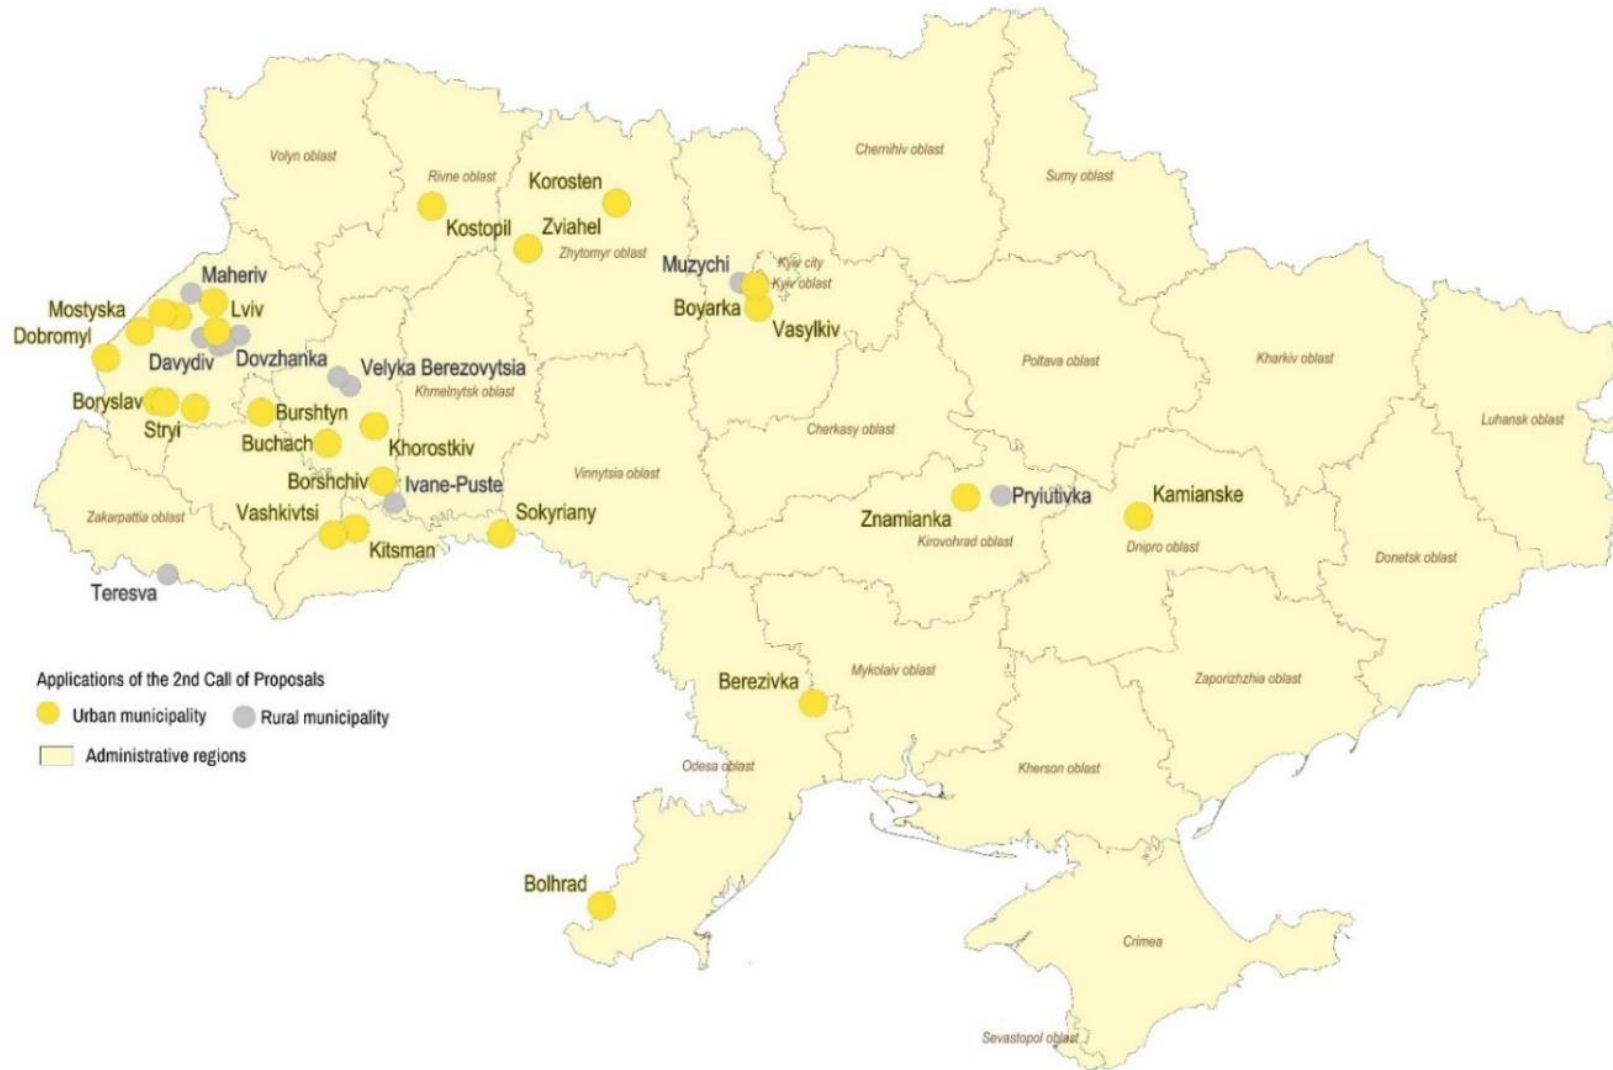 Chernihiv oblast
Volyn oblast
Rivne oblast
Sumy oblast
Korosten
Kostopil
Zviahel
Zhytomyr oblast
Muzychi
Kyiv city
Kyiv oblast
Maheriv
Mostyska
Lviv
Boyarka
Vasylkiv
Dobromyl
Davydiv
Dovzhanka
Velyka Berezovytsia
Poltava oblast
Kharkiv oblast
Khmelnytsk oblast
Boryslav
Burshtyn
Luhansk oblast
Stryi
Buchach
Khorostkiv
Cherkasy oblast
Vinnytsia oblast
Borshchiv
Ivane-Puste
Pryiutivka
Kamianske
Zakarpattia oblast
Vashkivtsi
Sokyriany
Znamianka
Kirovohrad oblast
Dnipro oblast
Kitsman
Donetsk oblast
Teresva
Applications of the 2nd Call of Proposals
Urban municipality
Rural municipality
Administrative regions
Berezivka
Mykolaiv oblast
Zaporizhzhia oblast
Odesa oblast
Kherson oblast
Bolhrad
Crimea
Sevastopol oblast